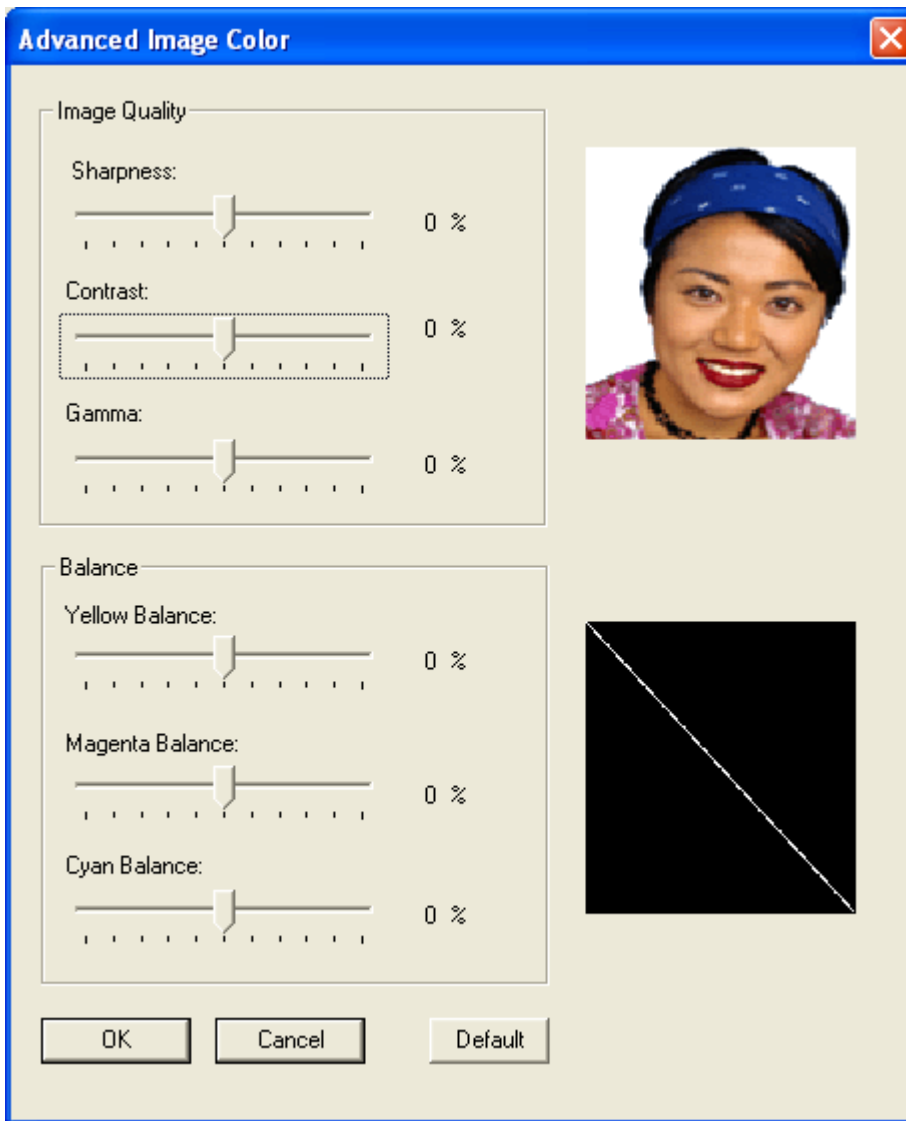 Advanced Image Color
Image Quality
Sharpness:
0 %
Contrast:
0 %
Gamma:
0 %
Balance
Yellow Balance:
0 %
Magenta Balance:
0 %
Cyan Balance:
0 %
OK Cancel Default